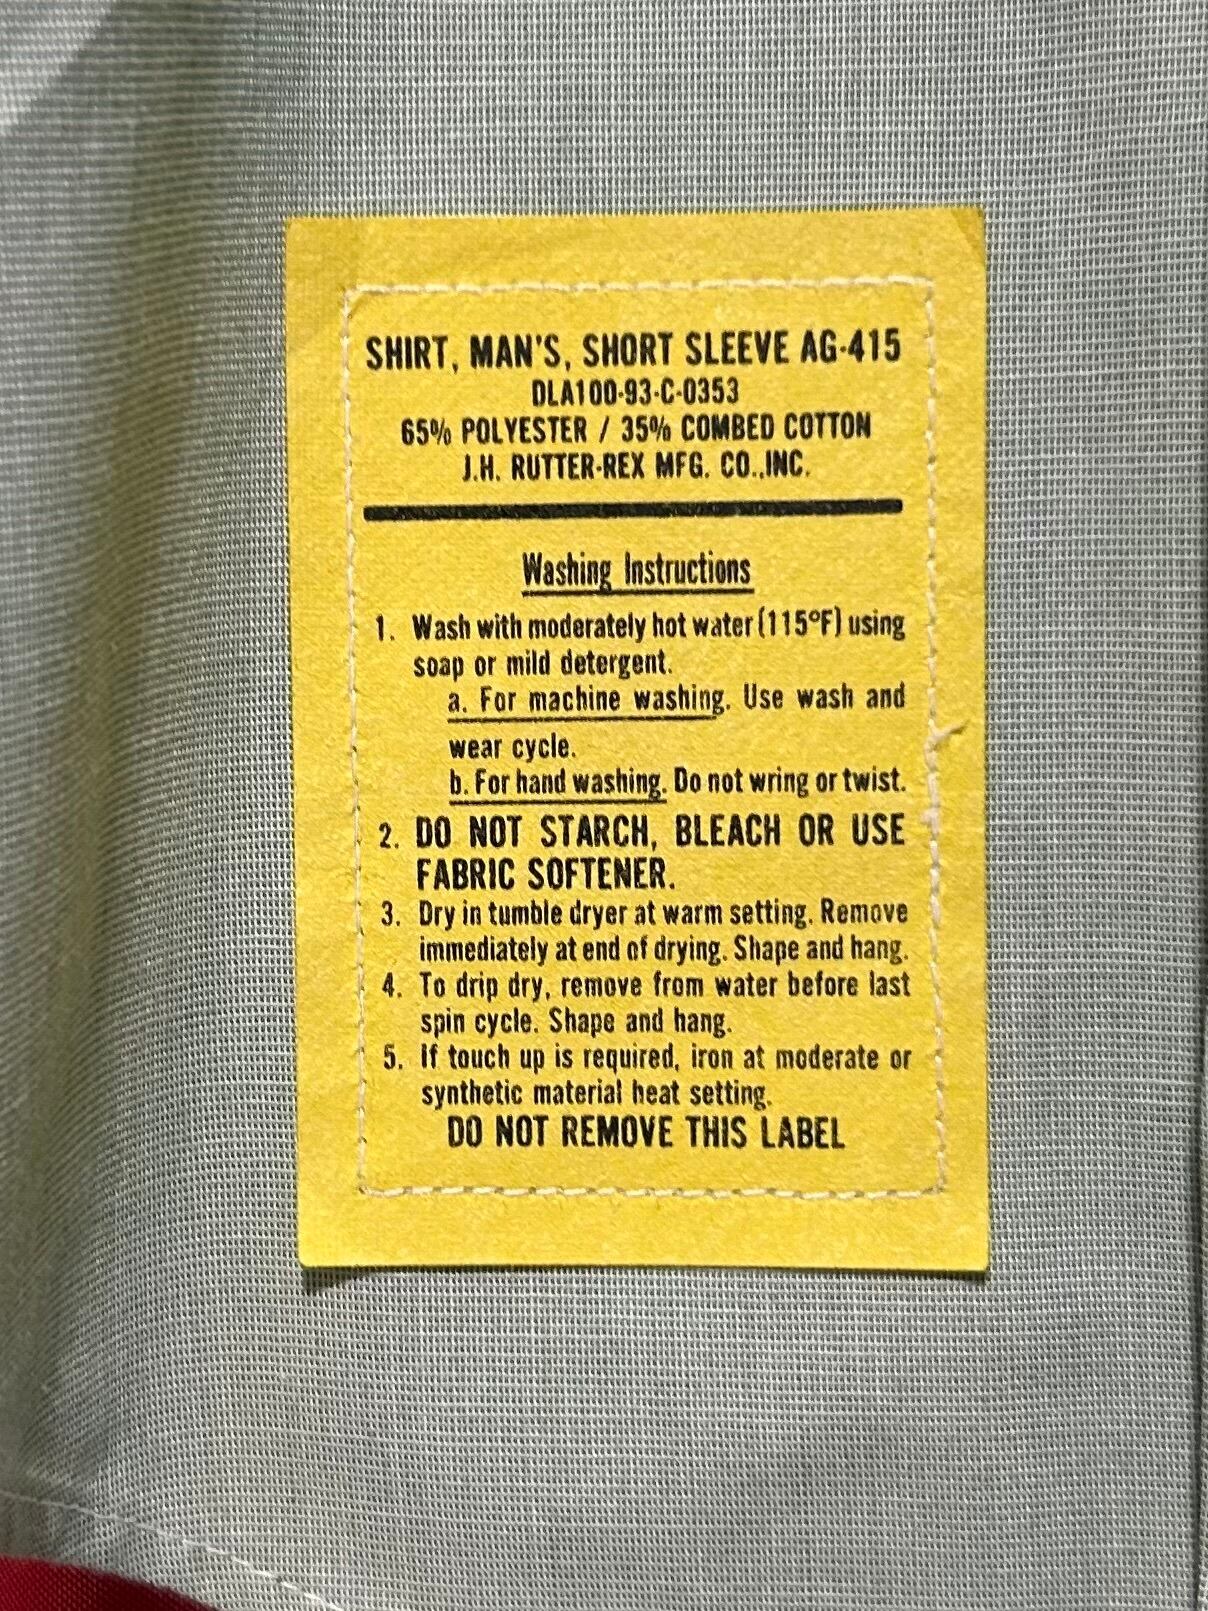 SHIRT, MAN'S, SHORT SLEEVE AG-415
DLA100-93-C-0353
65% POLYESTER / 35% COMBED COTTON
J.H. RUTTER-REX MFG. CO.,INC.
Washing Instructions
1. Wash with moderately hot water (115°F) using
soap or mild detergent.
a. For machine washing. Use wash and
wear cycle.
b. For hand washing. Do not wring or twist.
2. DO NOT STARCH, BLEACH OR USE
FABRIC SOFTENER.
3. Dry in tumble dryer at warm setting. Remove
immediately at end of drying. Shape and hang.
4. To drip dry, remove from water before last
spin cycle. Shape and hang.
5. If touch up is required, iron at moderate or
synthetic material heat setting.
DO NOT REMOVE THIS LABEL